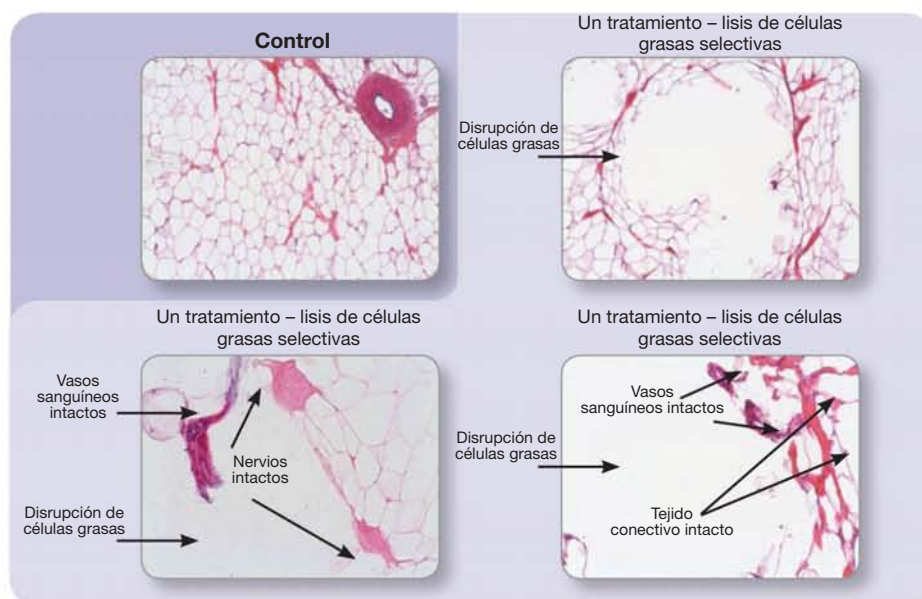 Control
Un tratamiento – lisis de células
grasas selectivas
Disrupción de
células grasas
Un tratamiento – lisis de células
grasas selectivas
Vasos
sanguíneos
intactos
Nervios
intactos
Disrupción de
células grasas
Un tratamiento – lisis de células
grasas selectivas
Vasos
sanguíneos intactos
Disrupción de
células grasas
Tejido
conectivo intacto